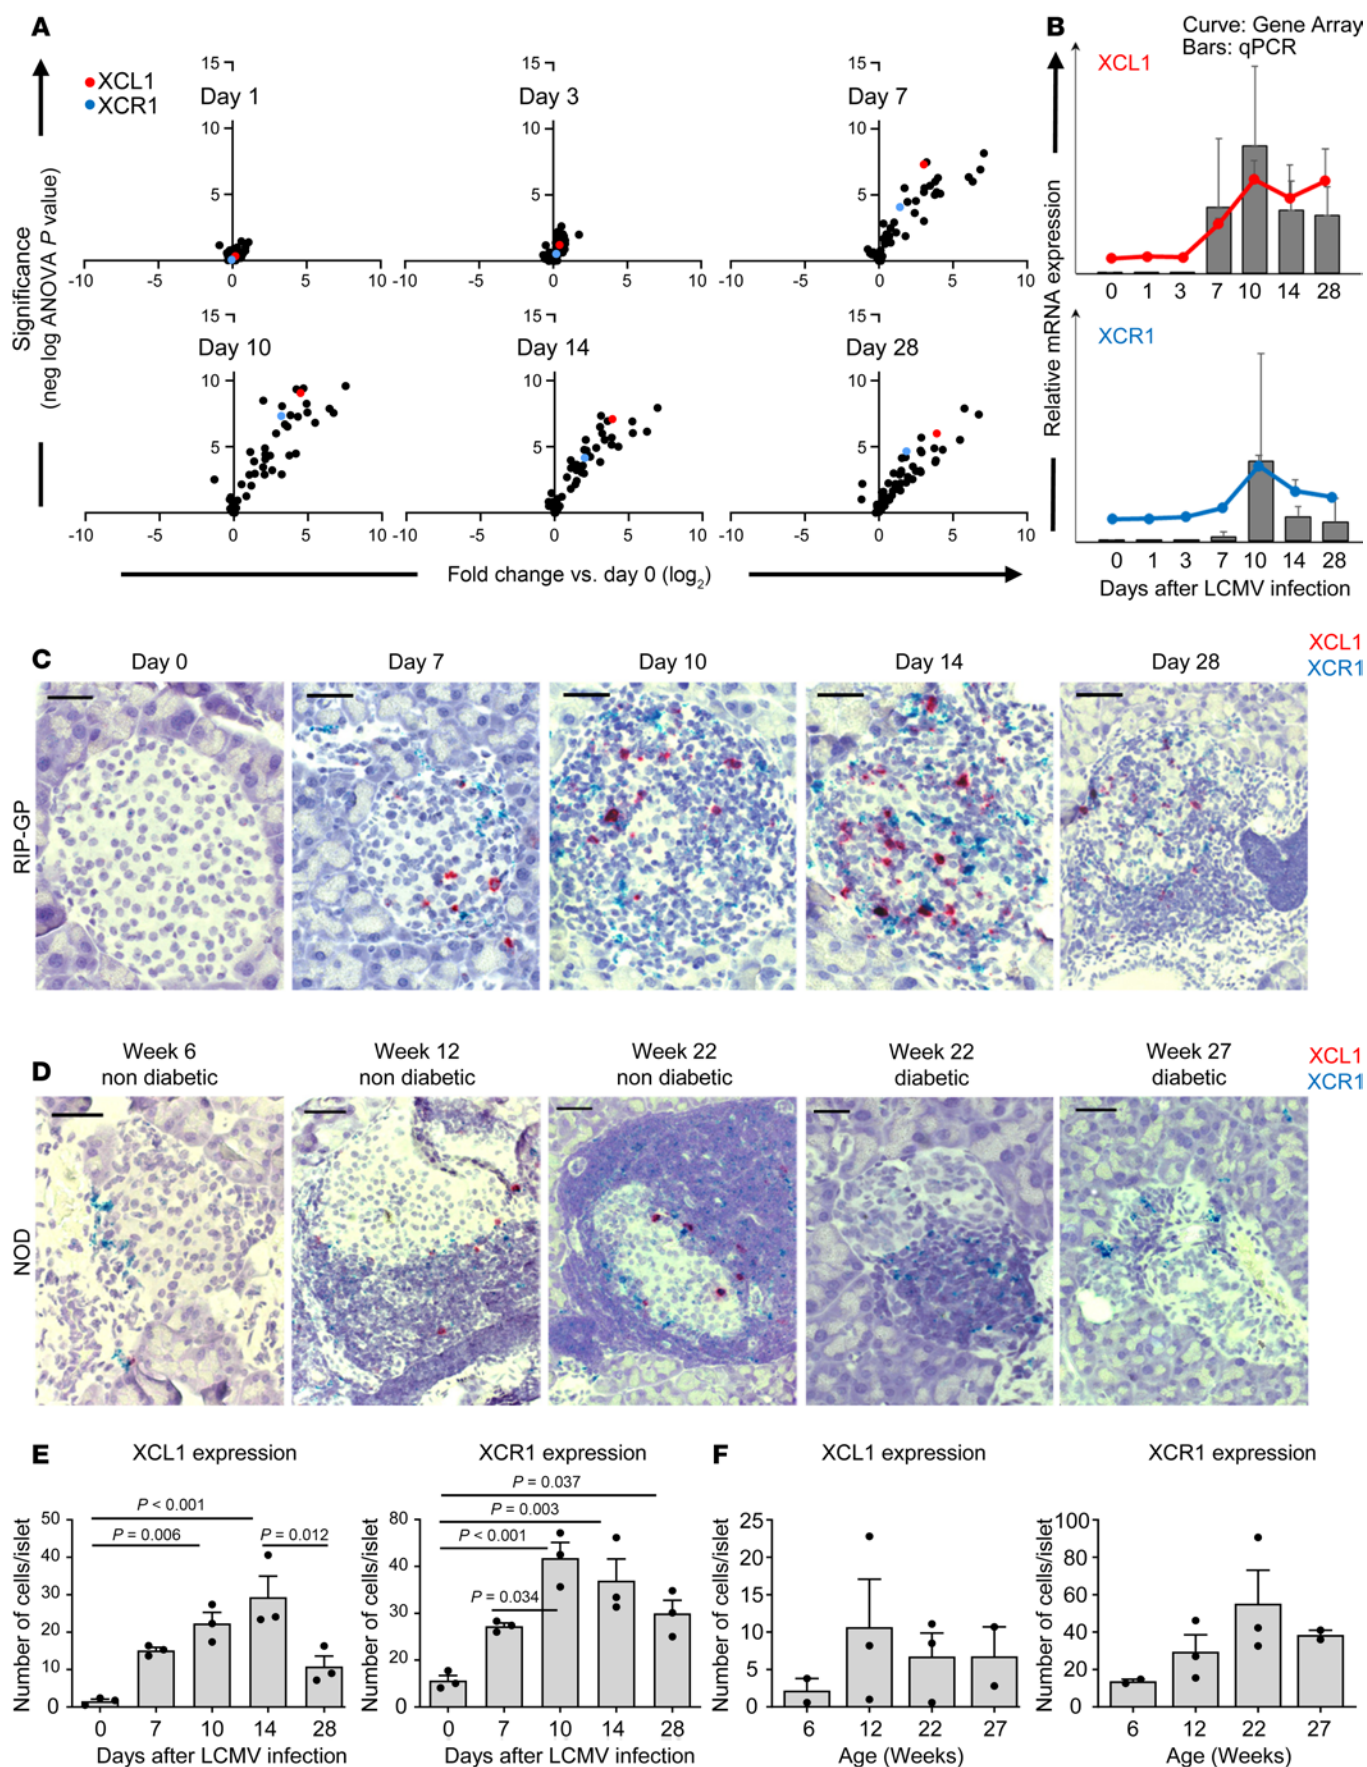 A
XCL1
XCR1
Significance
(neg log ANOVA P value)
Day 1
15
10
5
-10 -5 0 5 10
Day 3
15
10
5
-10 -5 0 5 10
Day 7
15
10
5
-10 -5 0 5 10
Day 10
15
10
5
-10 -5 0 5 10
Day 14
15
10
5
-10 -5 0 5 10
Day 28
15
10
5
-10 -5 0 5 10
Fold change vs. day 0 (log2)
B
Curve: Gene Array
Bars: qPCR
Relative mRNA expression
XCL1
0 1 3 7 10 14 28
XCR1
0 1 3 7 10 14 28
Days after LCMV infection
C
Day 0 Day 7 Day 10 Day 14 Day 28
XCL1
XCR1
RIP-GP
D
Week 6
non diabetic
Week 12
non diabetic
Week 22
non diabetic
Week 22
diabetic
Week 27
diabetic
XCL1
XCR1
NOD
E
XCL1 expression
Number of cells/islet
50
40
30
20
10
0
P < 0.001
P = 0.006
P = 0.012
0 7 10 14 28
Days after LCMV infection
XCR1 expression
Number of cells/islet
80
40
30
20
0
P = 0.037
P = 0.003
P < 0.001
P = 0.034
0 7 10 14 28
Days after LCMV infection
F
XCL1 expression
Number of cells/islet
25
20
15
10
5
0
6 12 22 27
Age (Weeks)
XCR1 expression
Number of cells/islet
100
80
60
40
20
0
6 12 22 27
Age (Weeks)